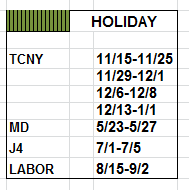 HOLIDAY
TCNY 11/15-11/25
11/29-12/1
12/6-12/8
12/13-1/1
MD 5/23-5/27
J4 7/1-7/5
LABOR 8/15-9/2